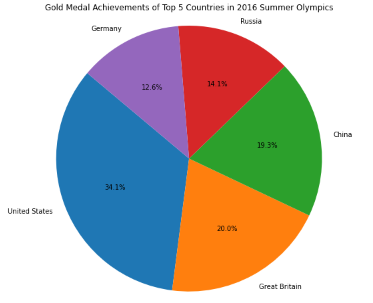 Gold Medal Achievements of Top 5 Countries in 2016 Summer Olympics
Russia
Germany
14.1%
12.6%
China
19.3%
34.1%
United States
20.0%
Great Britain